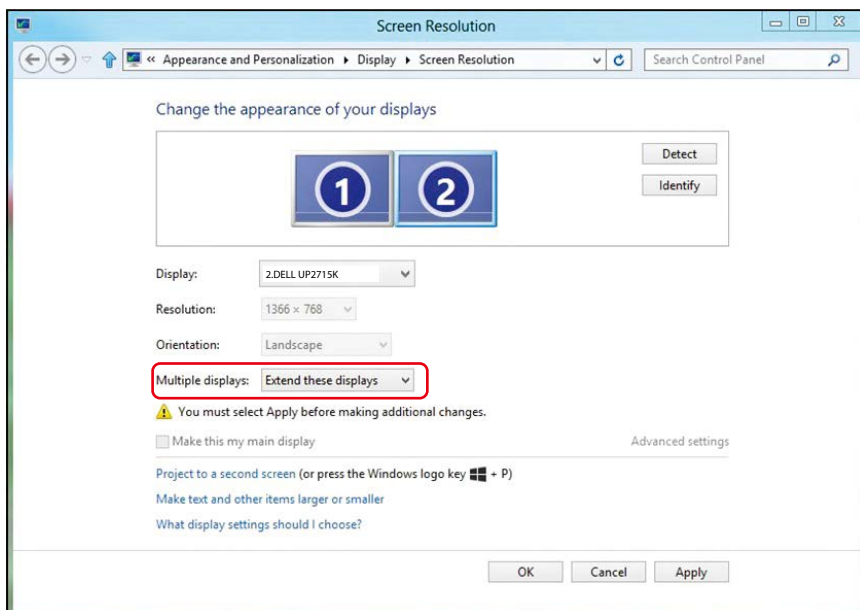 Screen Resolution
« Appearance and Personalization ▸ Display ▸ Screen Resolution
Search Control Panel
Change the appearance of your displays
1 2
Detect
Identify
Display: 2.DELL UP2715K
Resolution: 1366 × 768
Orientation: Landscape
Multiple displays: Extend these displays
You must select Apply before making additional changes.
Make this my main display Advanced settings
Project to a second screen (or press the Windows logo key + P)
Make text and other items larger or smaller
What display settings should I choose?
OK Cancel Apply